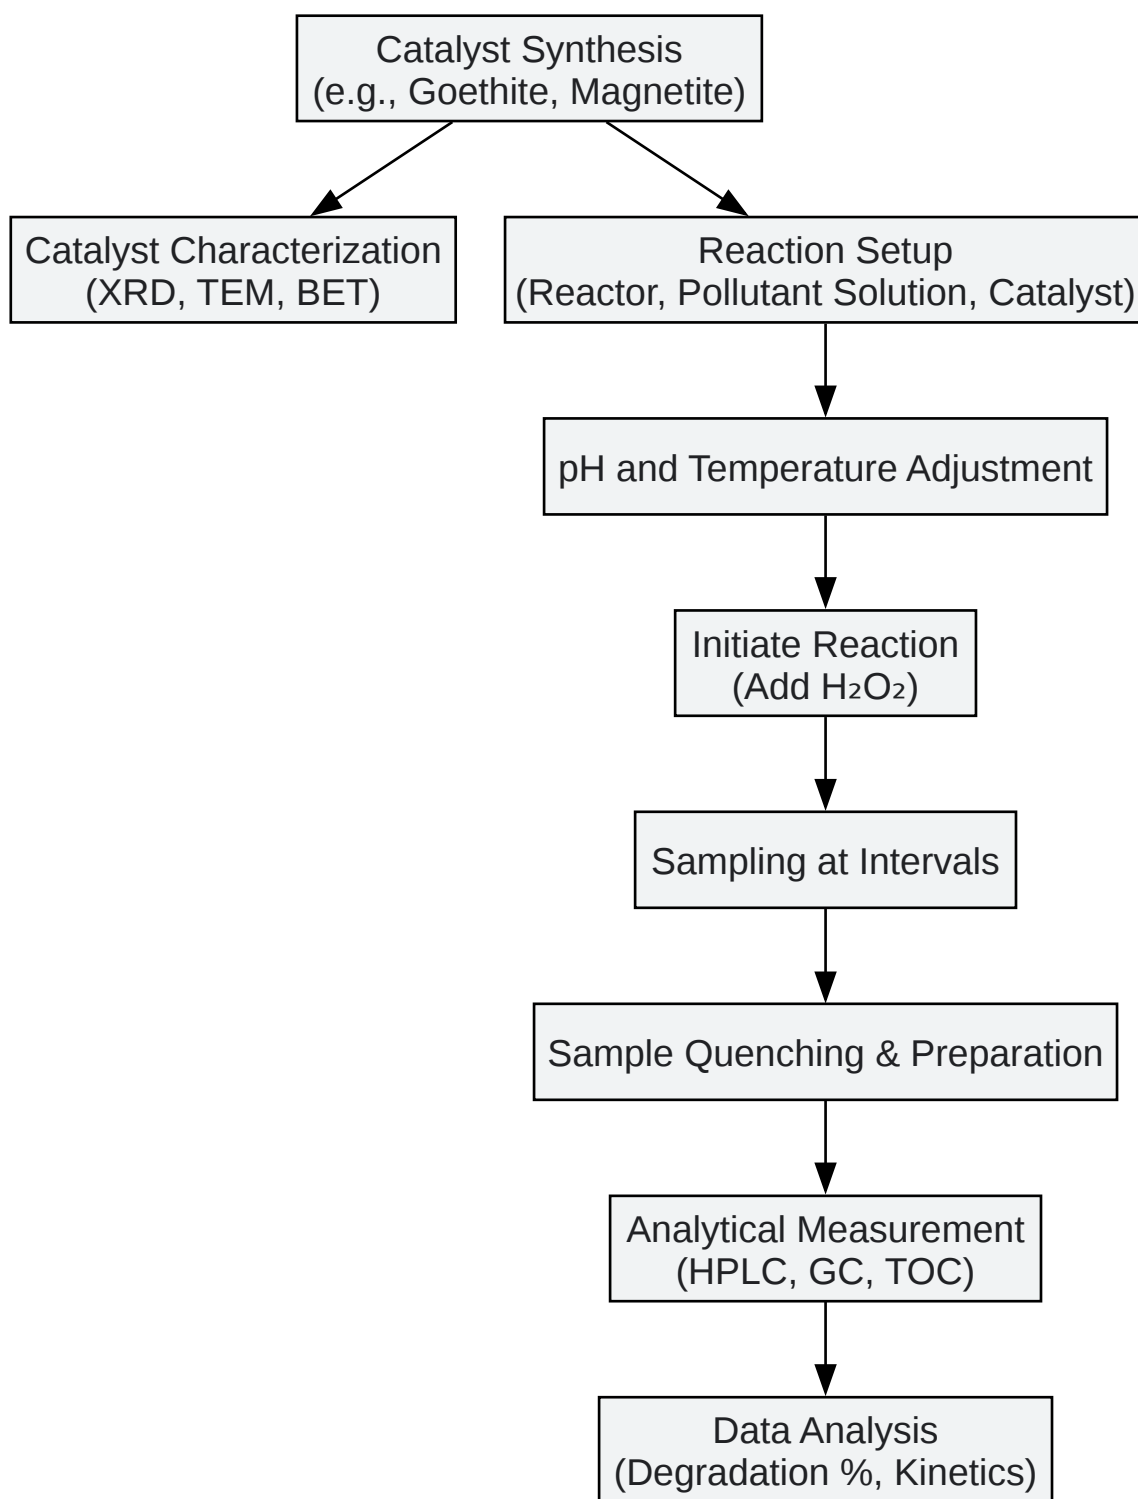 Catalyst Synthesis
(e.g., Goethite, Magnetite)
Catalyst Characterization
(XRD, TEM, BET)
Reaction Setup
(Reactor, Pollutant Solution, Catalyst)
pH and Temperature Adjustment
Initiate Reaction
(Add H₂O₂)
Sampling at Intervals
Sample Quenching & Preparation
Analytical Measurement
(HPLC, GC, TOC)
Data Analysis
(Degradation %, Kinetics)